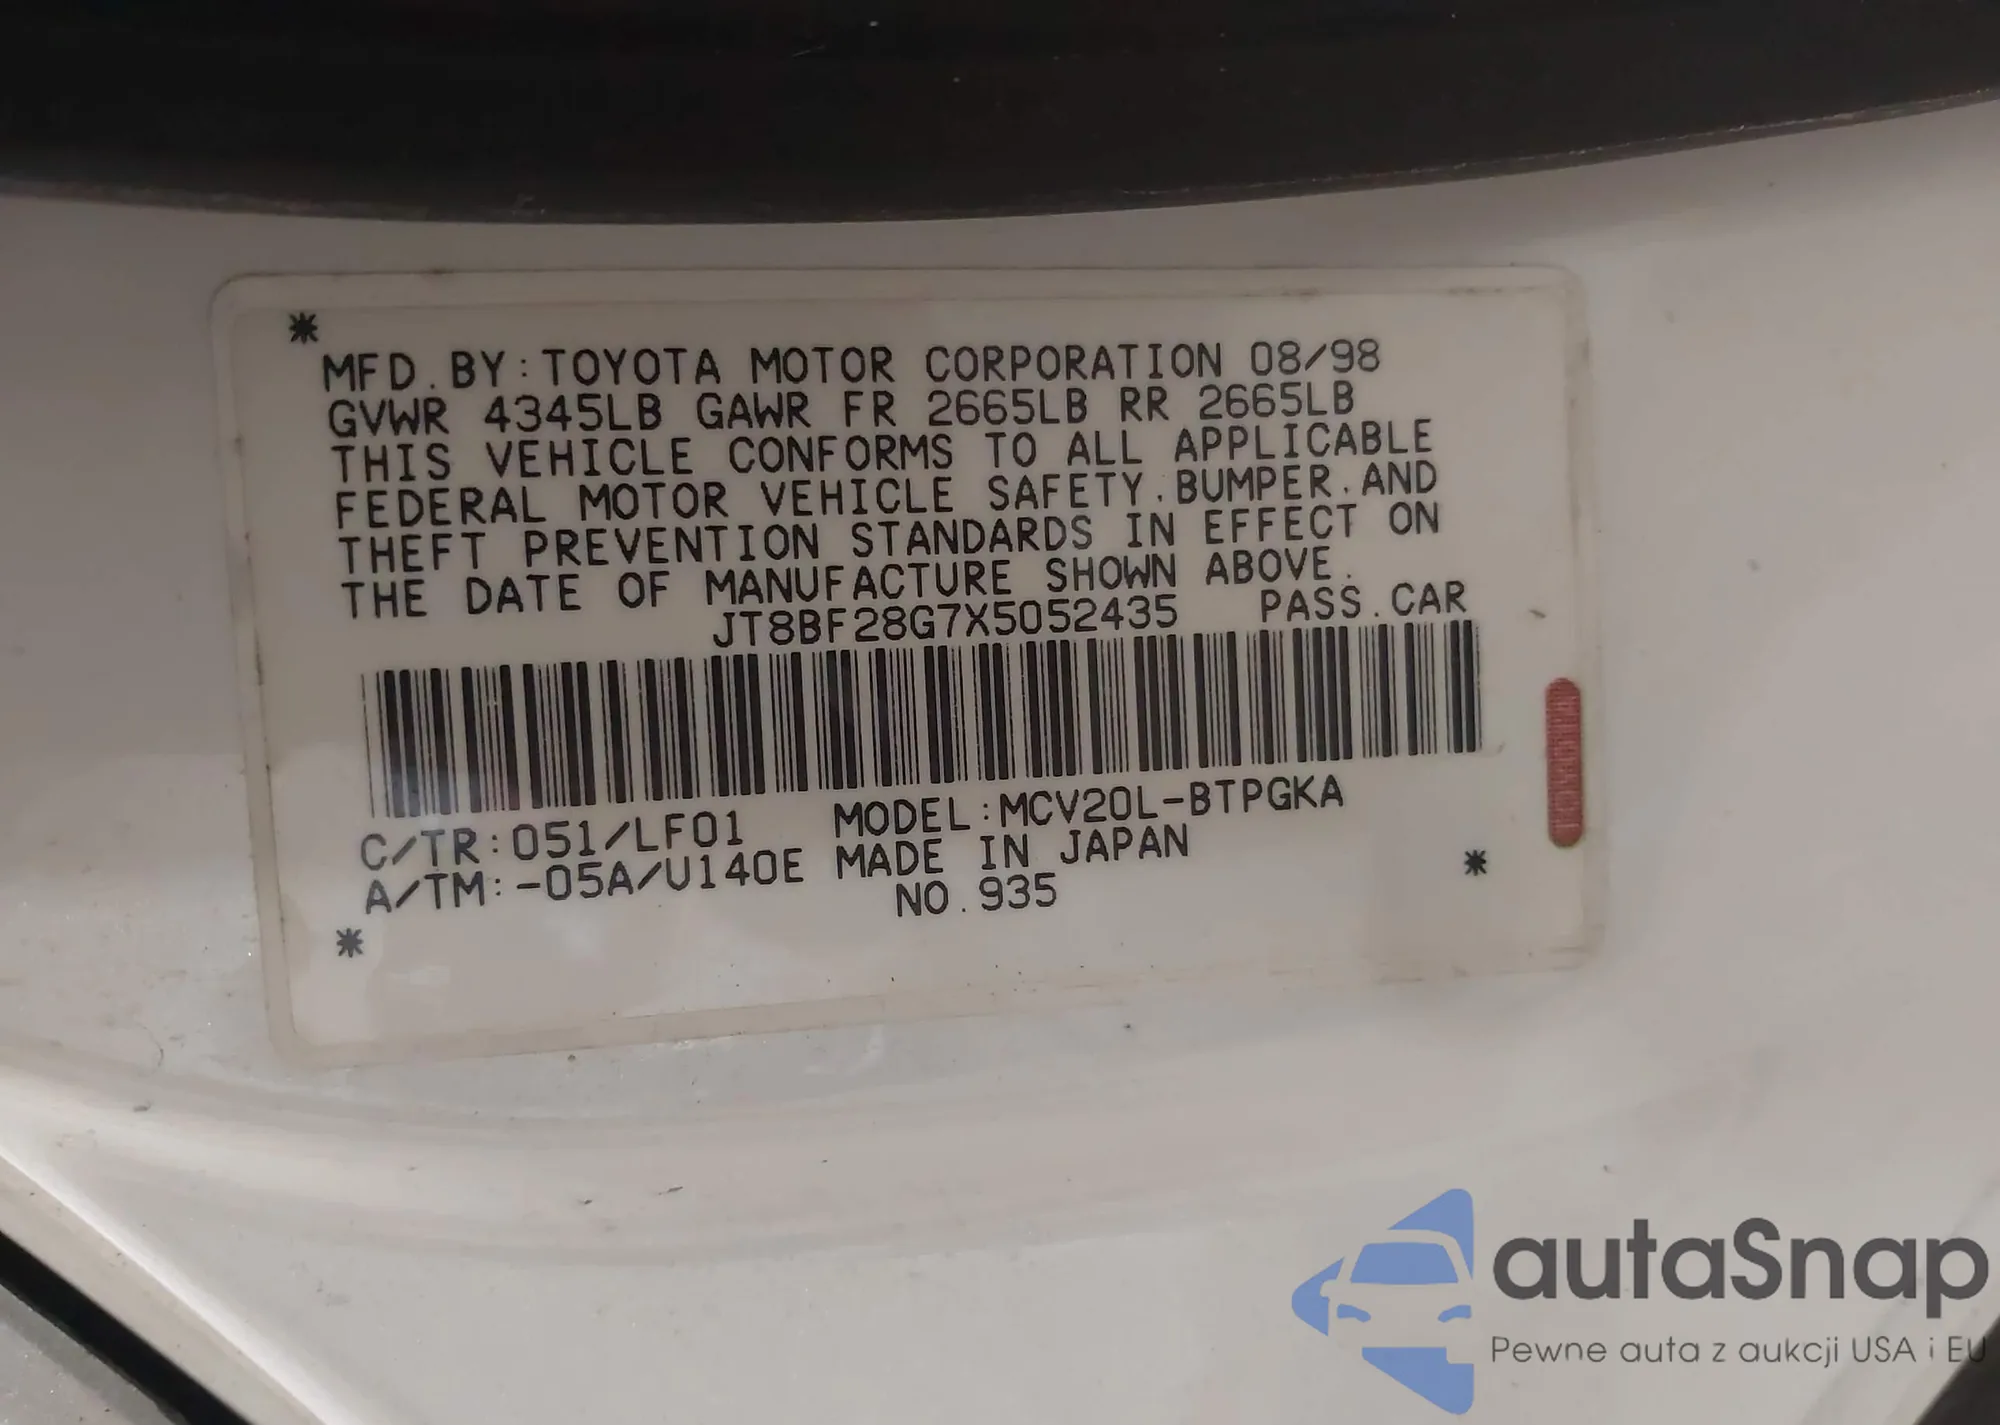 *
MFD. BY: TOYOTA MOTOR CORPORATION 08/98
GVWR 4345LB GAWR FR 2665LB RR 2665LB
THIS VEHICLE CONFORMS TO ALL APPLICABLE
FEDERAL MOTOR VEHICLE SAFETY, BUMPER, AND
THEFT PREVENTION STANDARDS IN EFFECT ON
THE DATE OF MANUFACTURE SHOWN ABOVE.
JT8BF28G7X5052435 PASS. CAR
C/TR: 051/LF01 MODEL: MCV20L-BTPGKA
A/TM: -05A/U140E MADE IN JAPAN
NO. 935
*
*
autaSnap
Pewne auta z aukcji USA i EU